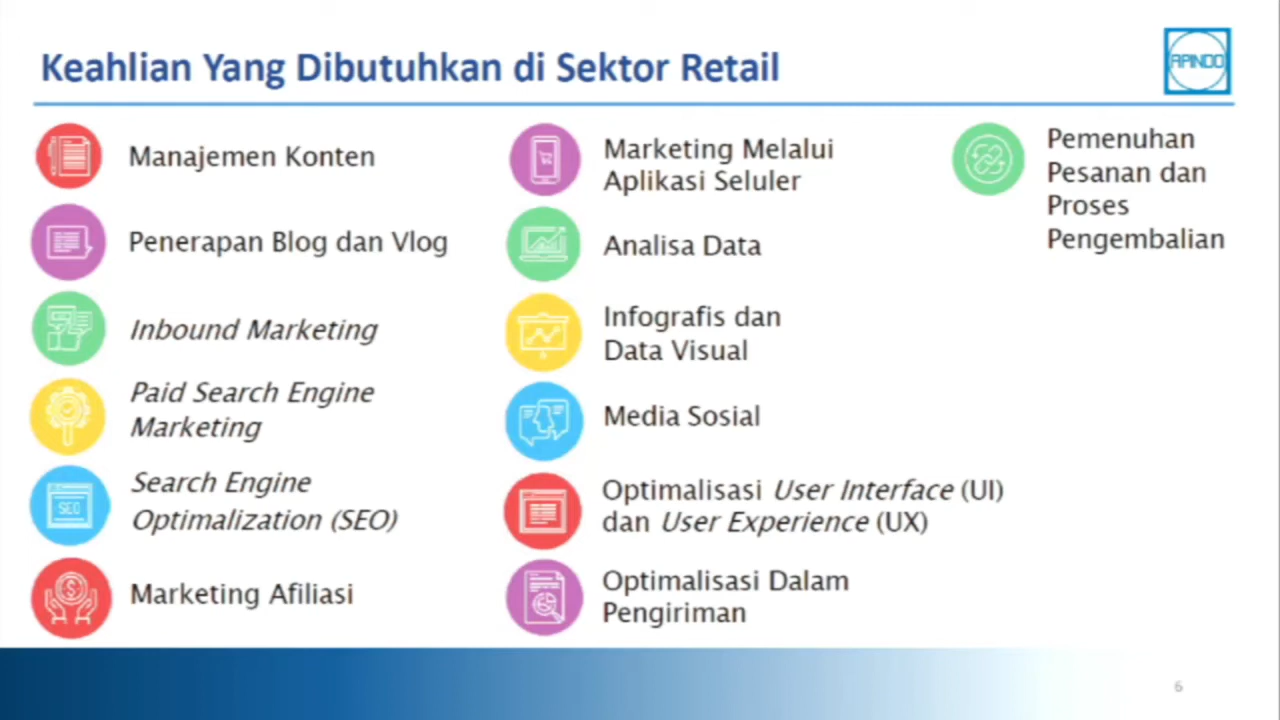 Keahlian Yang Dibutuhkan di Sektor Retail
APINDO
Manajemen Konten
Penerapan Blog dan Vlog
Inbound Marketing
Paid Search Engine
Marketing
Search Engine
Optimalization (SEO)
SEO
Marketing Afiliasi
Marketing Melalui
Aplikasi Seluler
Analisa Data
Infografis dan
Data Visual
Media Sosial
Optimalisasi User Interface (UI)
dan User Experience (UX)
Optimalisasi Dalam
Pengiriman
Pemenuhan
Pesanan dan
Proses
Pengembalian
6